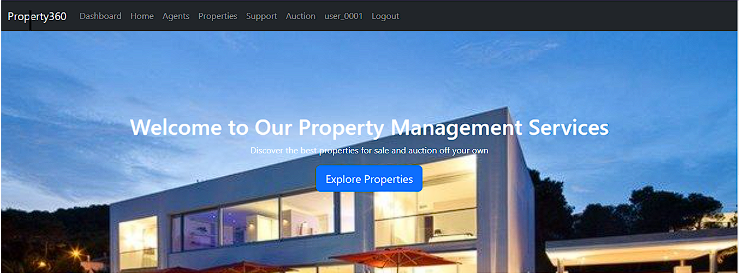 Property360 Dashboard Home Agents Properties Support Auction user_0001 Logout
Welcome to Our Property Management Services
Discover the best properties for sale and auction off your own
Explore Properties